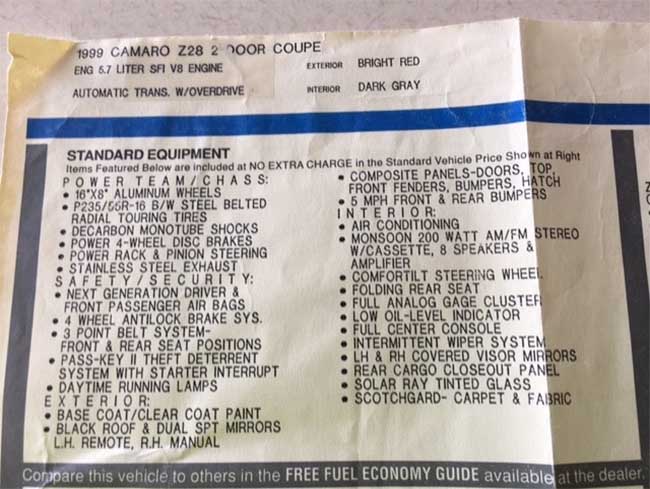 1999 CAMARO Z28 2 DOOR COUPE
ENG 5.7 LITER SFI V8 ENGINE
AUTOMATIC TRANS. W/OVERDRIVE
EXTERIOR BRIGHT RED
INTERIOR DARK GRAY
STANDARD EQUIPMENT
Items Featured Below are included at NO EXTRA CHARGE in the Standard Vehicle Price Shown at Right
POWER TEAM/CHASS:
• 16"X8" ALUMINUM WHEELS
• P235/55R-16 B/W STEEL BELTED
RADIAL TOURING TIRES
• DECARBON MONOTUBE SHOCKS
• POWER 4-WHEEL DISC BRAKES
• POWER RACK & PINION STEERING
• STAINLESS STEEL EXHAUST
SAFETY/SECURITY:
• NEXT GENERATION DRIVER &
FRONT PASSENGER AIR BAGS
• 4 WHEEL ANTILOCK BRAKE SYS.
• 3 POINT BELT SYSTEM-
FRONT & REAR SEAT POSITIONS
• PASS-KEY II THEFT DETERRENT
SYSTEM WITH STARTER INTERRUPT
• DAYTIME RUNNING LAMPS
EXTERIOR:
• BASE COAT/CLEAR COAT PAINT
• BLACK ROOF & DUAL SPT MIRRORS
L.H. REMOTE, R.H. MANUAL
• COMPOSITE PANELS-DOORS, TOP,
FRONT FENDERS, BUMPERS, HATCH
• 5 MPH FRONT & REAR BUMPERS
INTERIOR:
• AIR CONDITIONING
• MONSOON 200 WATT AM/FM STEREO
W/CASSETTE, 8 SPEAKERS &
AMPLIFIER
• COMFORTILT STEERING WHEEL
• FOLDING REAR SEAT
• FULL ANALOG GAGE CLUSTER
• LOW OIL-LEVEL INDICATOR
• FULL CENTER CONSOLE
• INTERMITTENT WIPER SYSTEM
• LH & RH COVERED VISOR MIRRORS
• REAR CARGO CLOSEOUT PANEL
• SOLAR RAY TINTED GLASS
• SCOTCHGARD- CARPET & FABRIC
Compare this vehicle to others in the FREE FUEL ECONOMY GUIDE available at the dealer.